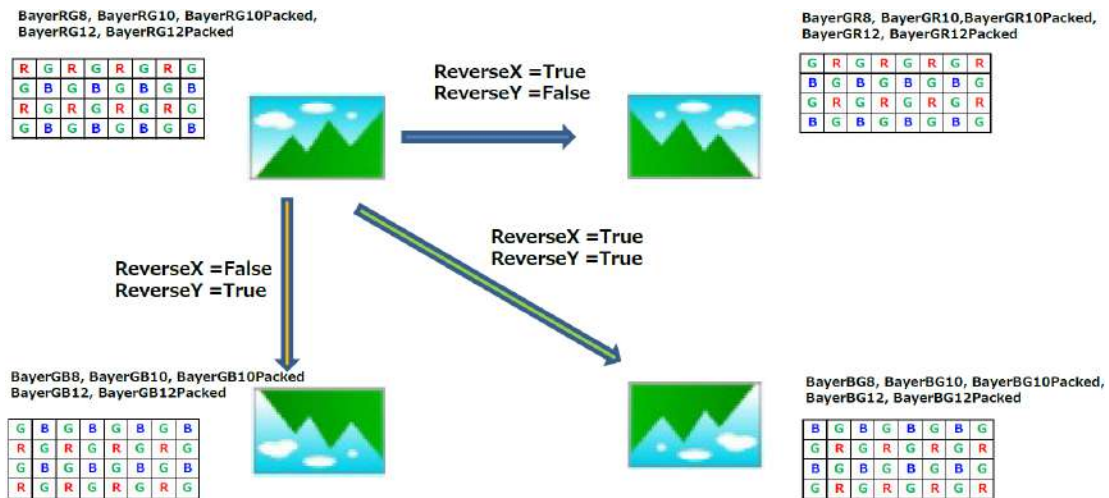 BayerRG8, BayerRG10, BayerRG10Packed,
BayerRG12, BayerRG12Packed
R G R G R G R G
G B G B G B G B
R G R G R G R G
G B G B G B G B
ReverseX =True
ReverseY =False
BayerGR8, BayerGR10,BayerGR10Packed,
BayerGR12, BayerGR12Packed
G R G R G R G R
B G B G B G B G
G R G R G R G R
B G B G B G B G
ReverseX =False
ReverseY =True
ReverseX =True
ReverseY =True
BayerGB8, BayerGB10, BayerGB10Packed
BayerGB12, BayerGB12Packed
G B G B G B G B
R G R G R G R G
G B G B G B G B
R G R G R G R G
BayerBG8, BayerBG10, BayerBG10Packed,
BayerBG12, BayerBG12Packed
B G B G B G B G
G R G R G R G R
B G B G B G B G
G R G R G R G R